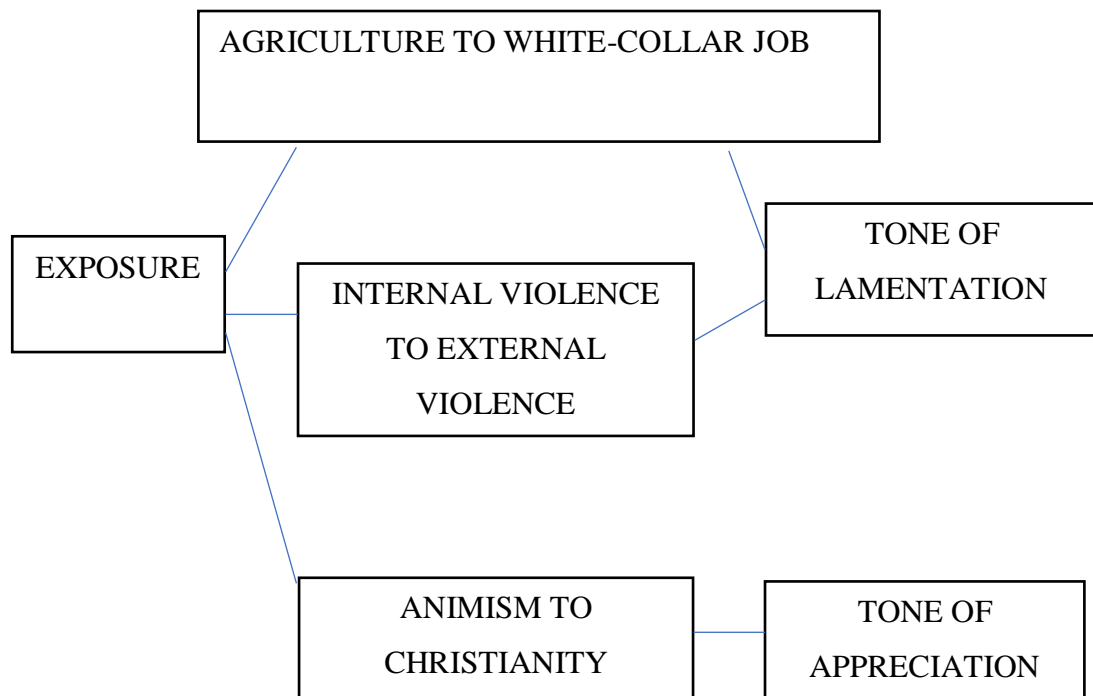 AGRICULTURE TO WHITE-COLLAR JOB
EXPOSURE
INTERNAL VIOLENCE
TO EXTERNAL
VIOLENCE
TONE OF
LAMENTATION
ANIMISM TO
CHRISTIANITY
TONE OF
APPRECIATION